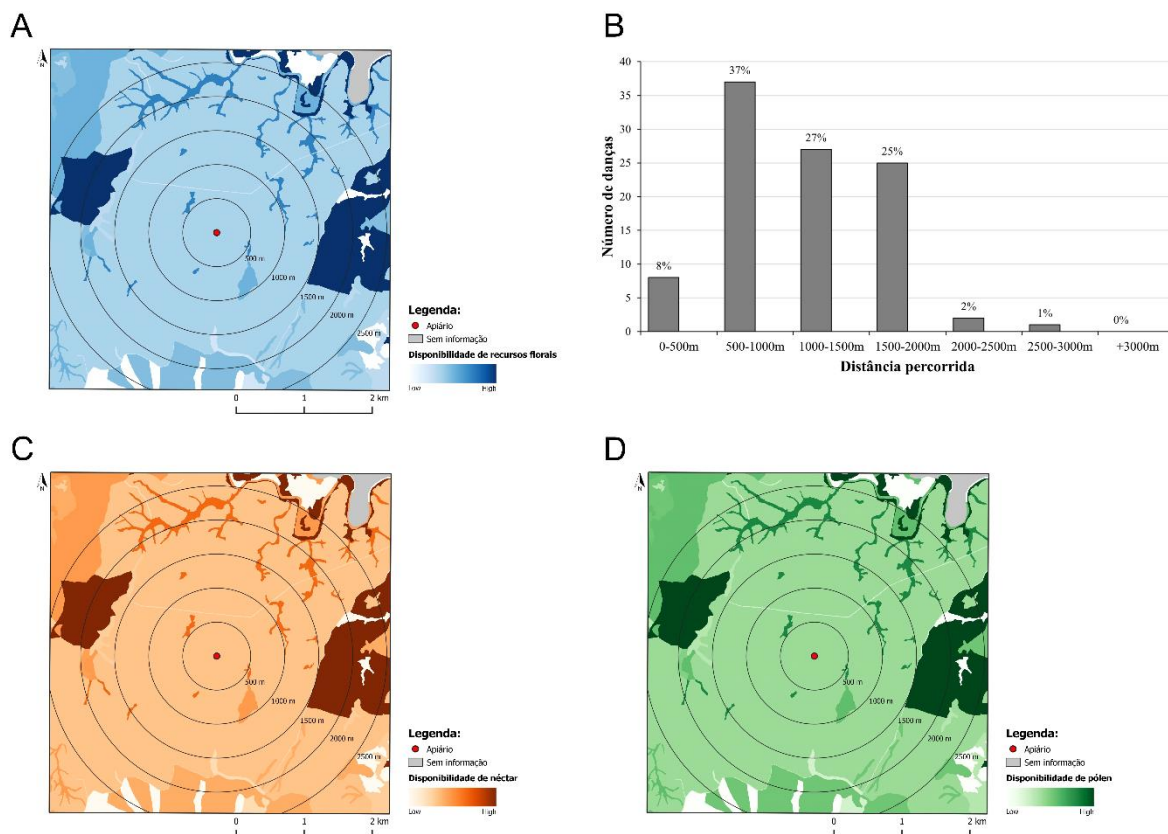 A
N
500 m
1000 m
1500 m
2000 m
2500 m
Legenda:
Apiário
Sem informação
Disponibilidade de recursos florais
Low High
0 1 2 km
B
Número de danças
40
35
30
25
20
15
10
5
0
8%
37%
27%
25%
2%
1%
0%
0-500m 500-1000m 1000-1500m 1500-2000m 2000-2500m 2500-3000m +3000m
Distância percorrida
C
N
500 m
1000 m
1500 m
2000 m
2500 m
Legenda:
Apiário
Sem informação
Disponibilidade de néctar
Low High
0 1 2 km
D
N
500 m
1000 m
1500 m
2000 m
2500 m
Legenda:
Apiário
Sem informação
Disponibilidade de pólen
Low High
0 1 2 km